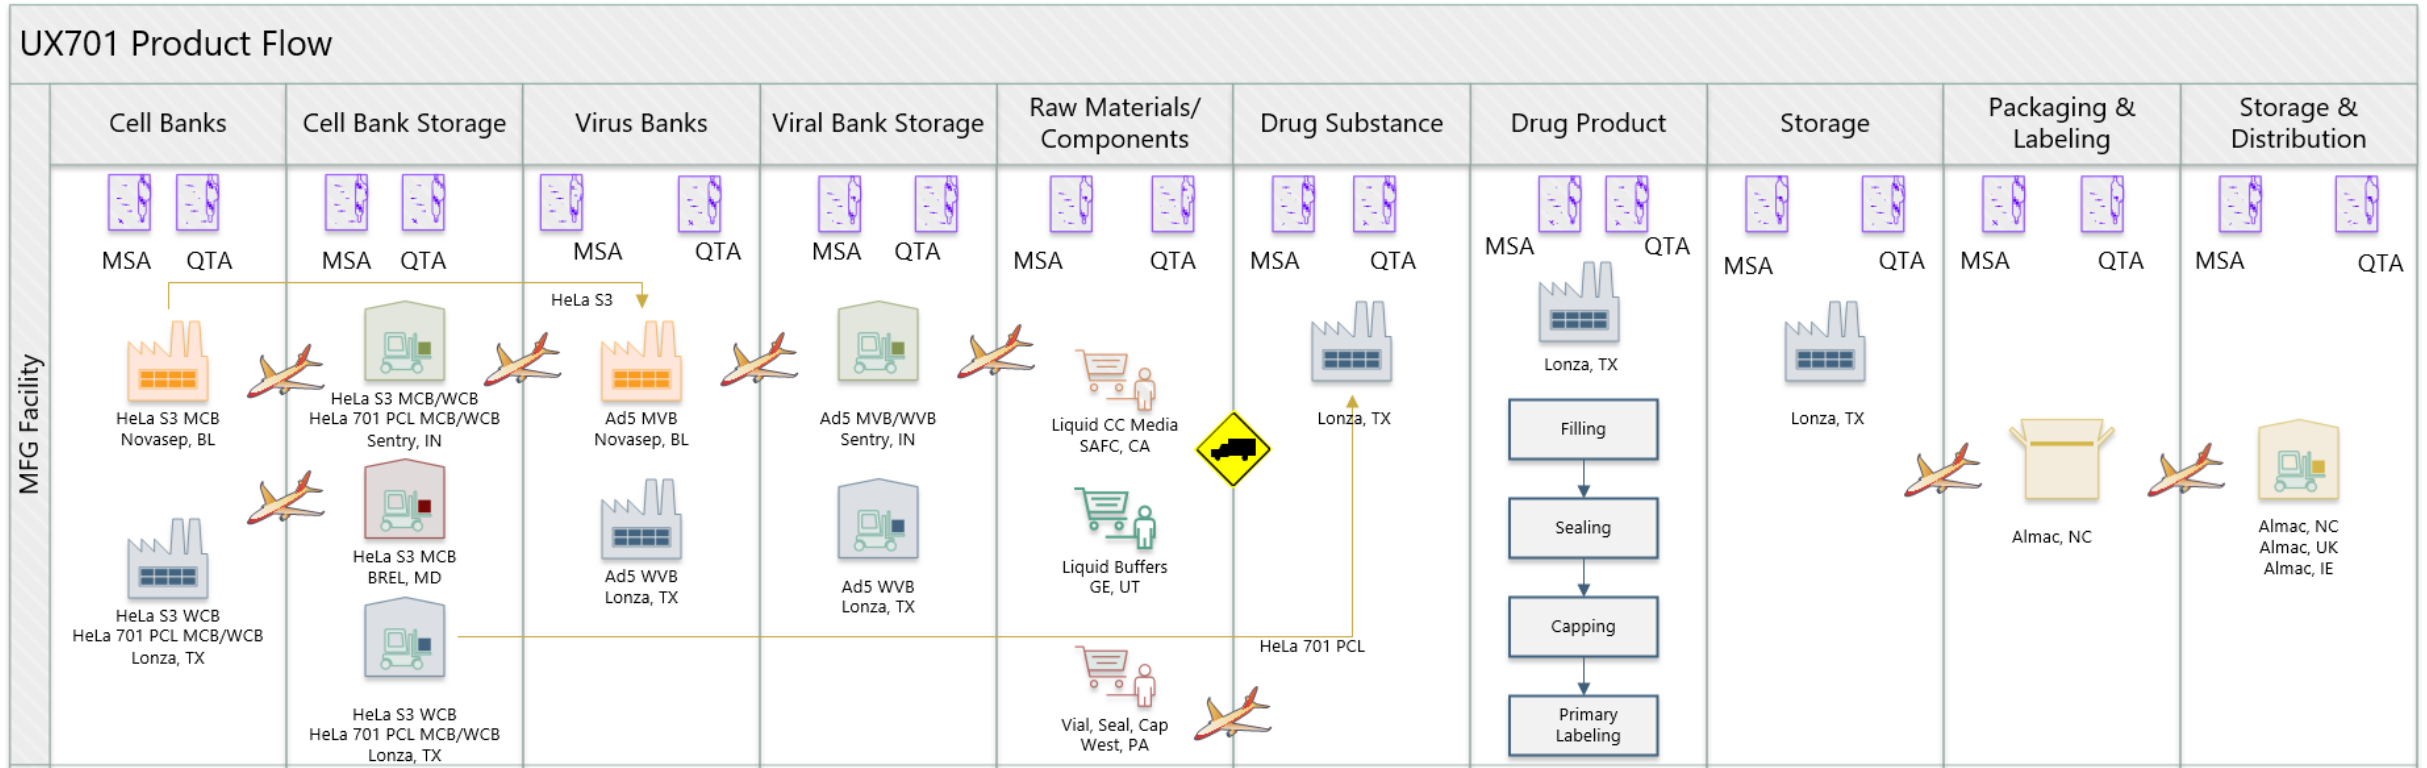 UX701 Product Flow
MFG Facility
Cell Banks
Cell Bank Storage
Virus Banks
Viral Bank Storage
Raw Materials/
Components
Drug Substance
Drug Product
Storage
Packaging &
Labeling
Storage &
Distribution
MSA
QTA
HeLa S3 MCB
Novasep, BL
HeLa S3 WCB
HeLa 701 PCL MCB/WCB
Lonza, TX
MSA
QTA
HeLa S3 MCB/WCB
HeLa 701 PCL MCB/WCB
Sentry, IN
HeLa S3 MCB
BREL, MD
HeLa S3 WCB
HeLa 701 PCL MCB/WCB
Lonza, TX
MSA
QTA
HeLa S3
Ad5 MVB
Novasep, BL
Ad5 WVB
Lonza, TX
MSA
QTA
Ad5 MVB/WVB
Sentry, IN
Ad5 WVB
Lonza, TX
MSA
QTA
Liquid CC Media
SAFC, CA
Liquid Buffers
GE, UT
Vial, Seal, Cap
West, PA
MSA
QTA
Lonza, TX
HeLa 701 PCL
MSA
QTA
Lonza, TX
Filling
Sealing
Capping
Primary
Labeling
MSA
QTA
Lonza, TX
MSA
QTA
Almac, NC
MSA
QTA
Almac, NC
Almac, UK
Almac, IE